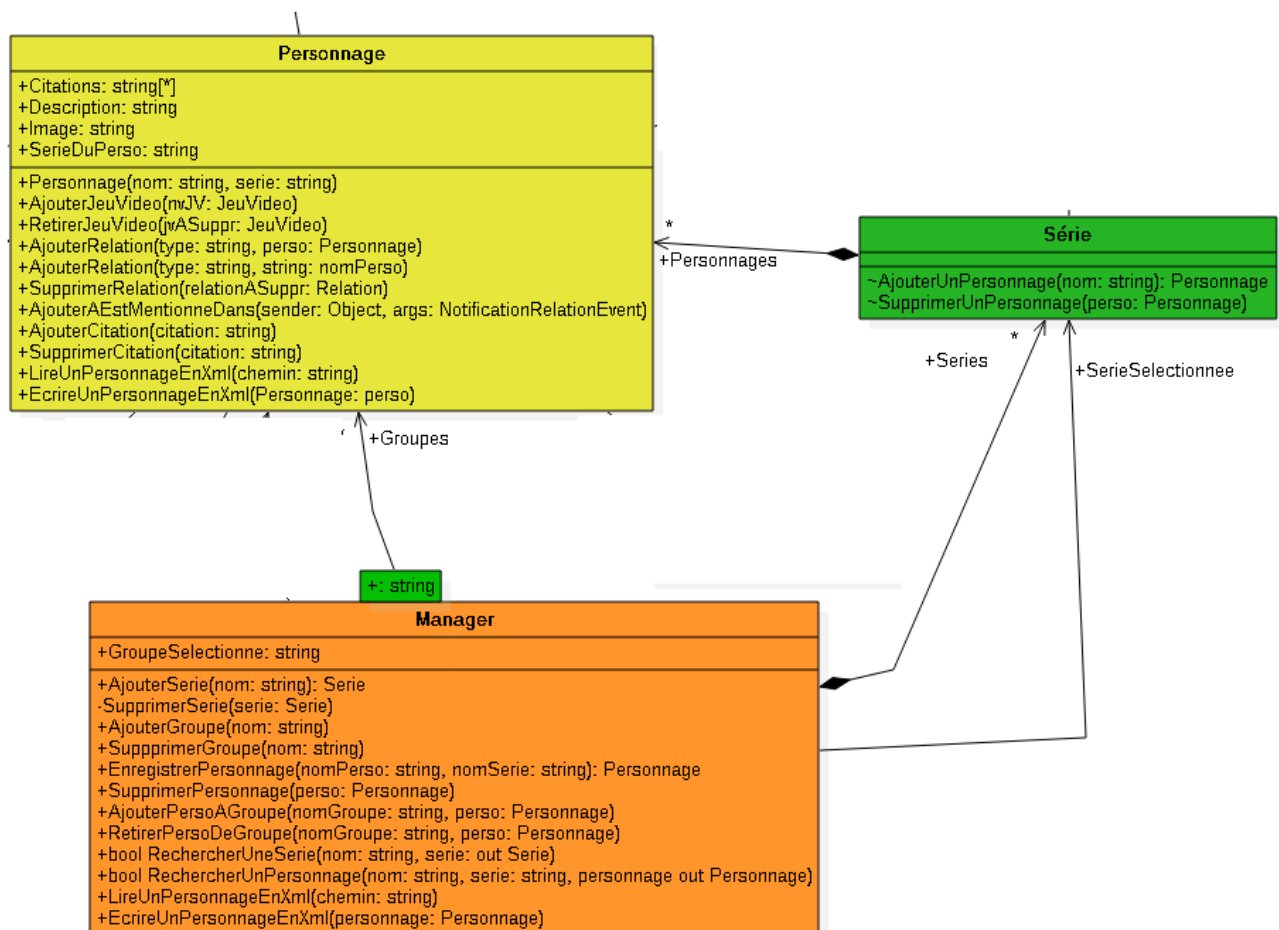 Personnage
+Citations: string[*]
+Description: string
+Image: string
+SerieDuPerso: string
+Personnage(nom: string, serie: string)
+AjouterJeuVideo(nvJV: JeuVideo)
+RetirerJeuVideo(jvASuppr: JeuVideo)
+AjouterRelation(type: string, perso: Personnage)
+AjouterRelation(type: string, string: nomPerso)
+SupprimerRelation(relationASuppr: Relation)
+AjouterAEstMentionneDans(sender: Object, args: NotificationRelationEvent)
+AjouterCitation(citation: string)
+SupprimerCitation(citation: string)
+LireUnPersonnageEnXml(chemin: string)
+EcrireUnPersonnageEnXml(Personnage: perso)
*
+Personnages
Série
~AjouterUnPersonnage(nom: string): Personnage
~SupprimerUnPersonnage(perso: Personnage)
*
+Series
+SerieSelectionnee
+Groupes
+: string
Manager
+GroupeSelectionne: string
+AjouterSerie(nom: string): Serie
-SupprimerSerie(serie: Serie)
+AjouterGroupe(nom: string)
+SuppprimerGroupe(nom: string)
+EnregistrerPersonnage(nomPerso: string, nomSerie: string): Personnage
+SupprimerPersonnage(perso: Personnage)
+AjouterPersoAGroupe(nomGroupe: string, perso: Personnage)
+RetirerPersoDeGroupe(nomGroupe: string, perso: Personnage)
+bool RechercherUneSerie(nom: string, serie: out Serie)
+bool RechercherUnPersonnage(nom: string, serie: string, personnage out Personnage)
+LireUnPersonnageEnXml(chemin: string)
+EcrireUnPersonnageEnXml(personnage: Personnage)